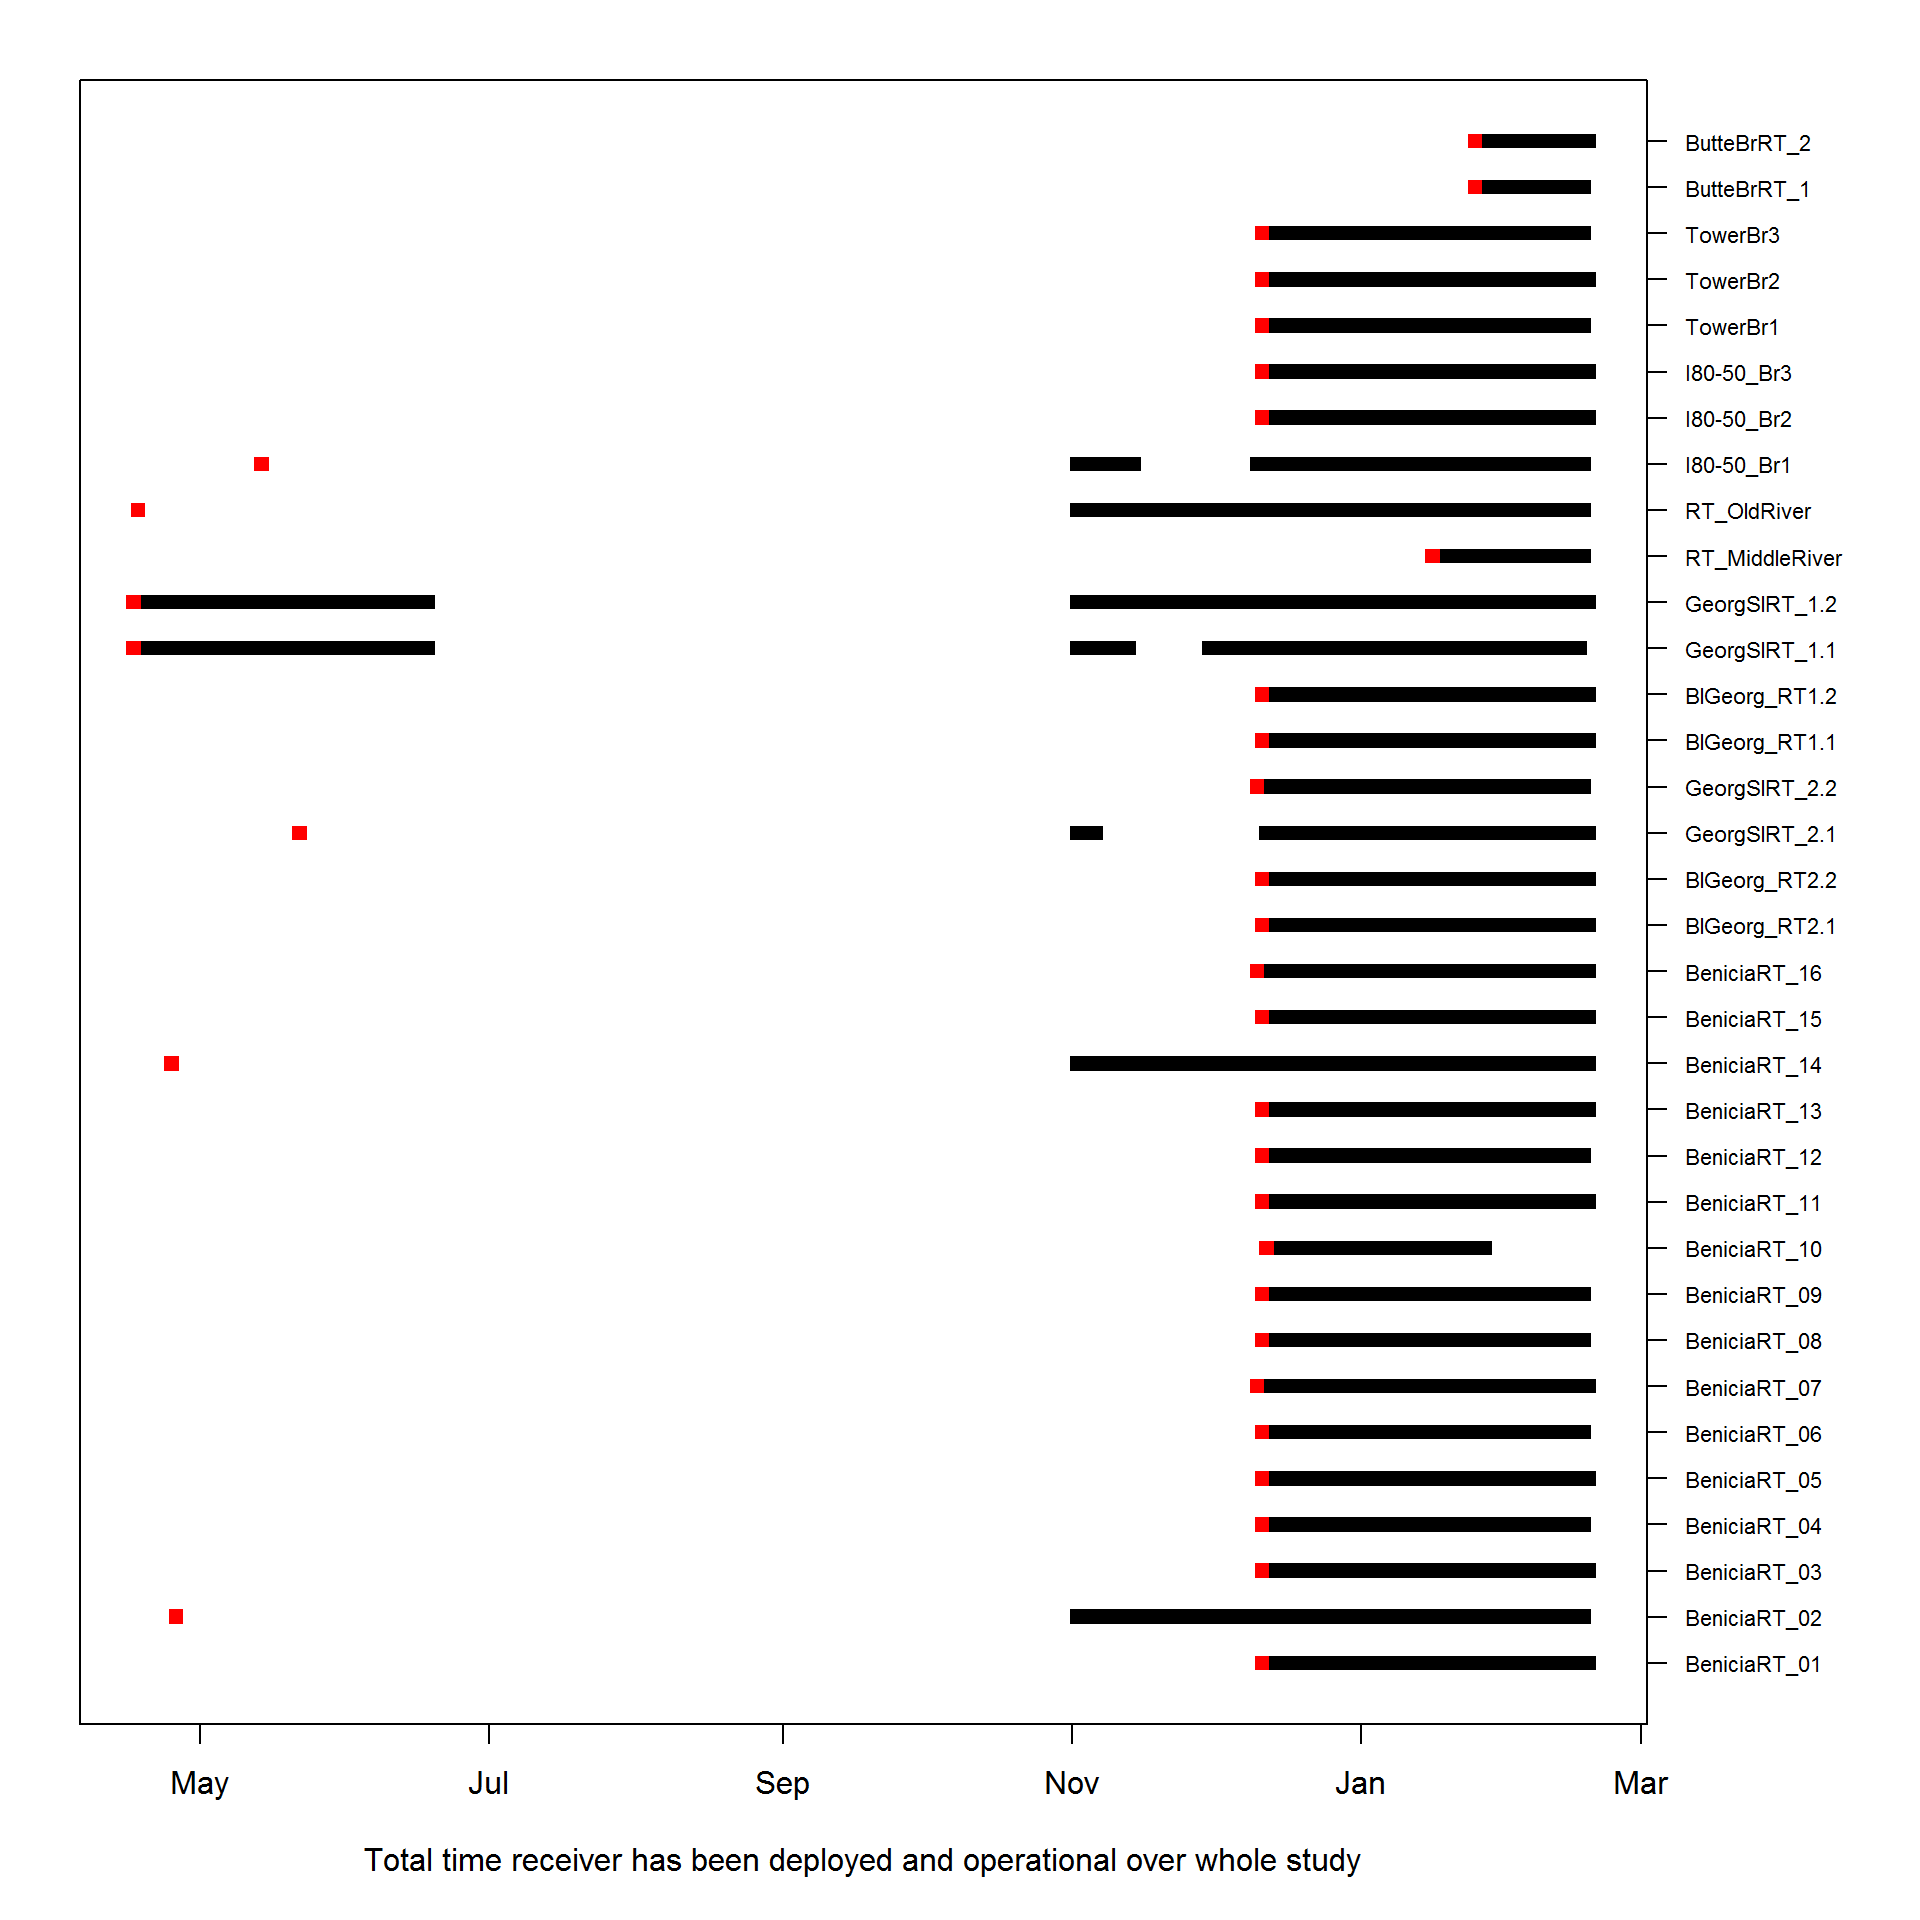 ButteBrRT_2
ButteBrRT_1
TowerBr3
TowerBr2
TowerBr1
I80-50_Br3
I80-50_Br2
I80-50_Br1
RT_OldRiver
RT_MiddleRiver
GeorgSlRT_1.2
GeorgSlRT_1.1
BlGeorg_RT1.2
BlGeorg_RT1.1
GeorgSlRT_2.2
GeorgSlRT_2.1
BlGeorg_RT2.2
BlGeorg_RT2.1
BeniciaRT_16
BeniciaRT_15
BeniciaRT_14
BeniciaRT_13
BeniciaRT_12
BeniciaRT_11
BeniciaRT_10
BeniciaRT_09
BeniciaRT_08
BeniciaRT_07
BeniciaRT_06
BeniciaRT_05
BeniciaRT_04
BeniciaRT_03
BeniciaRT_02
BeniciaRT_01
May Jul Sep Nov Jan Mar
Total time receiver has been deployed and operational over whole study